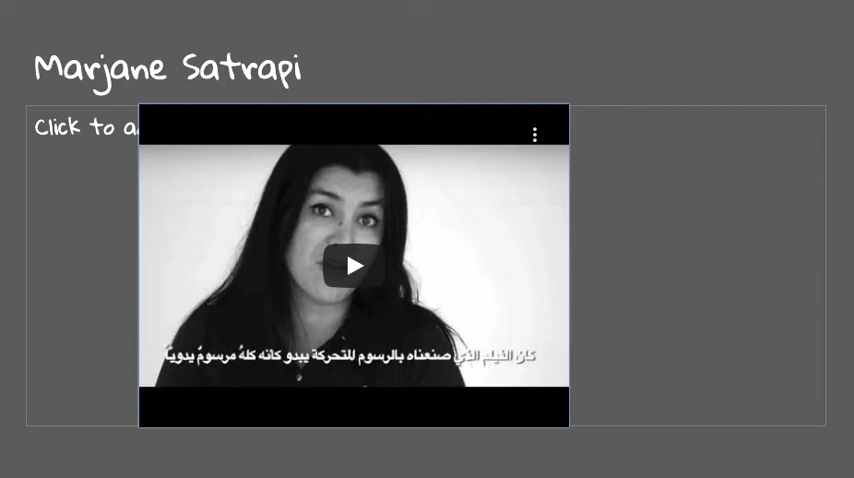 Marjane Satrapi
Click to a
كان الفيلم الذي صنعناه بالرسوم المتحركة يبدو كأنه كلهُ مرسومٌ يدوياً